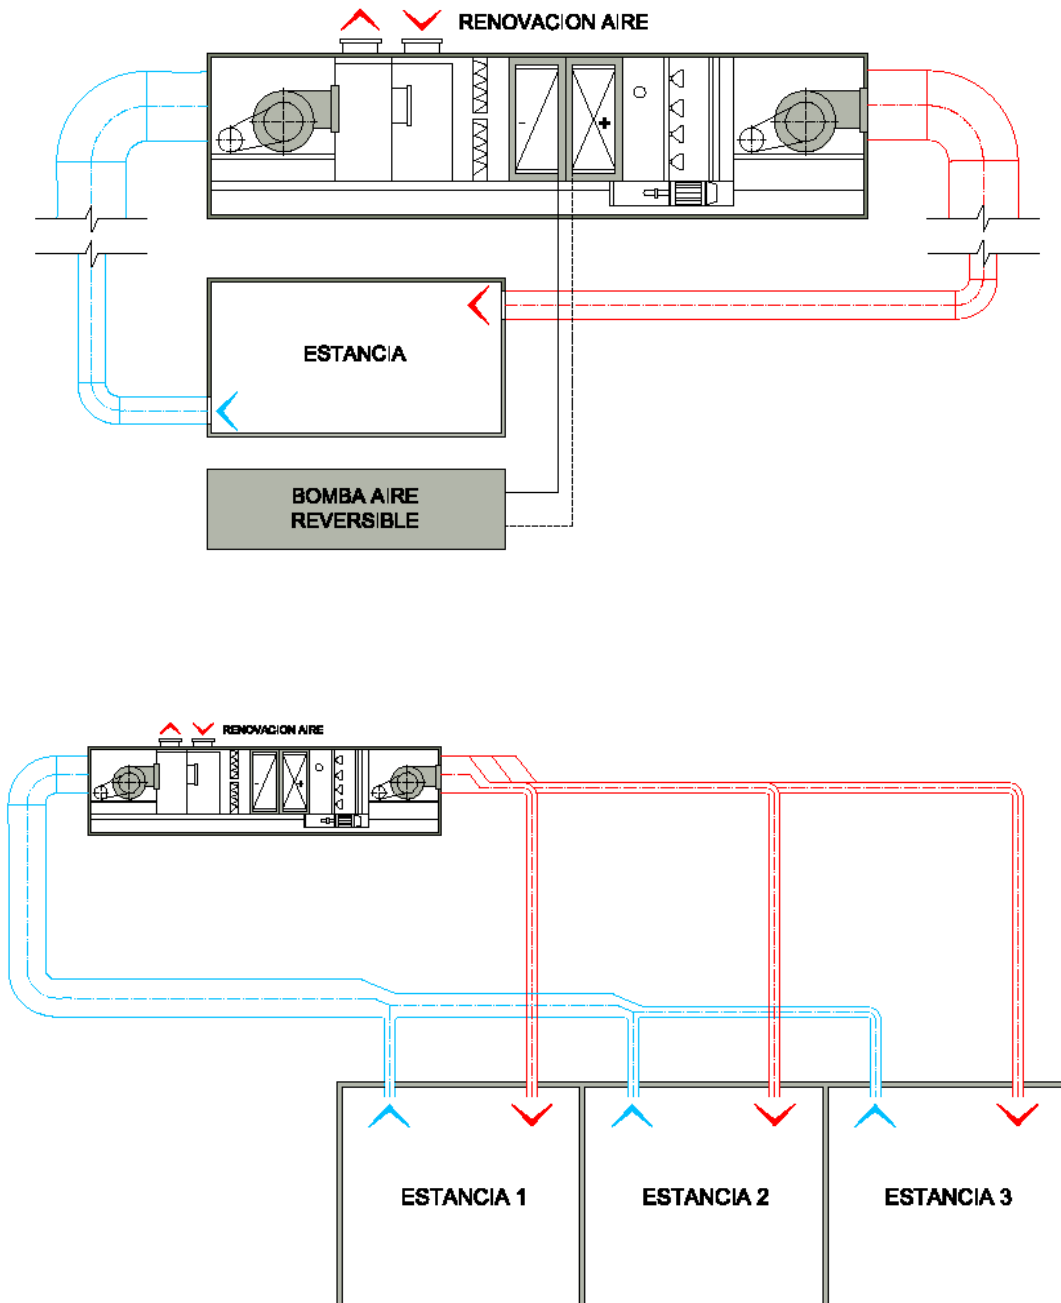 RENOVACION AIRE
ESTANCIA
BOMBA AIRE
REVERSIBLE
RENOVACION AIRE
ESTANCIA 1
ESTANCIA 2
ESTANCIA 3